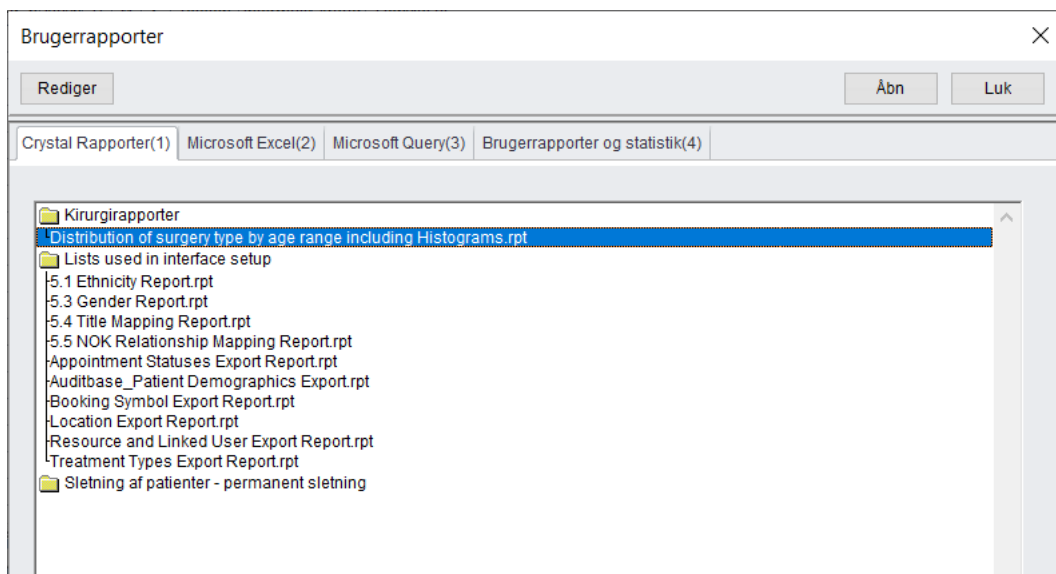 Brugerrapporter
Rediger
Åbn
Luk
Crystal Rapporter(1) Microsoft Excel(2) Microsoft Query(3) Brugerrapporter og statistik(4)
Kirurgirapporter
Distribution of surgery type by age range including Histograms.rpt
Lists used in interface setup
5.1 Ethnicity Report.rpt
5.3 Gender Report.rpt
5.4 Title Mapping Report.rpt
5.5 NOK Relationship Mapping Report.rpt
Appointment Statuses Export Report.rpt
Auditbase_Patient Demographics Export.rpt
Booking Symbol Export Report.rpt
Location Export Report.rpt
Resource and Linked User Export Report.rpt
Treatment Types Export Report.rpt
Sletning af patienter - permanent sletning